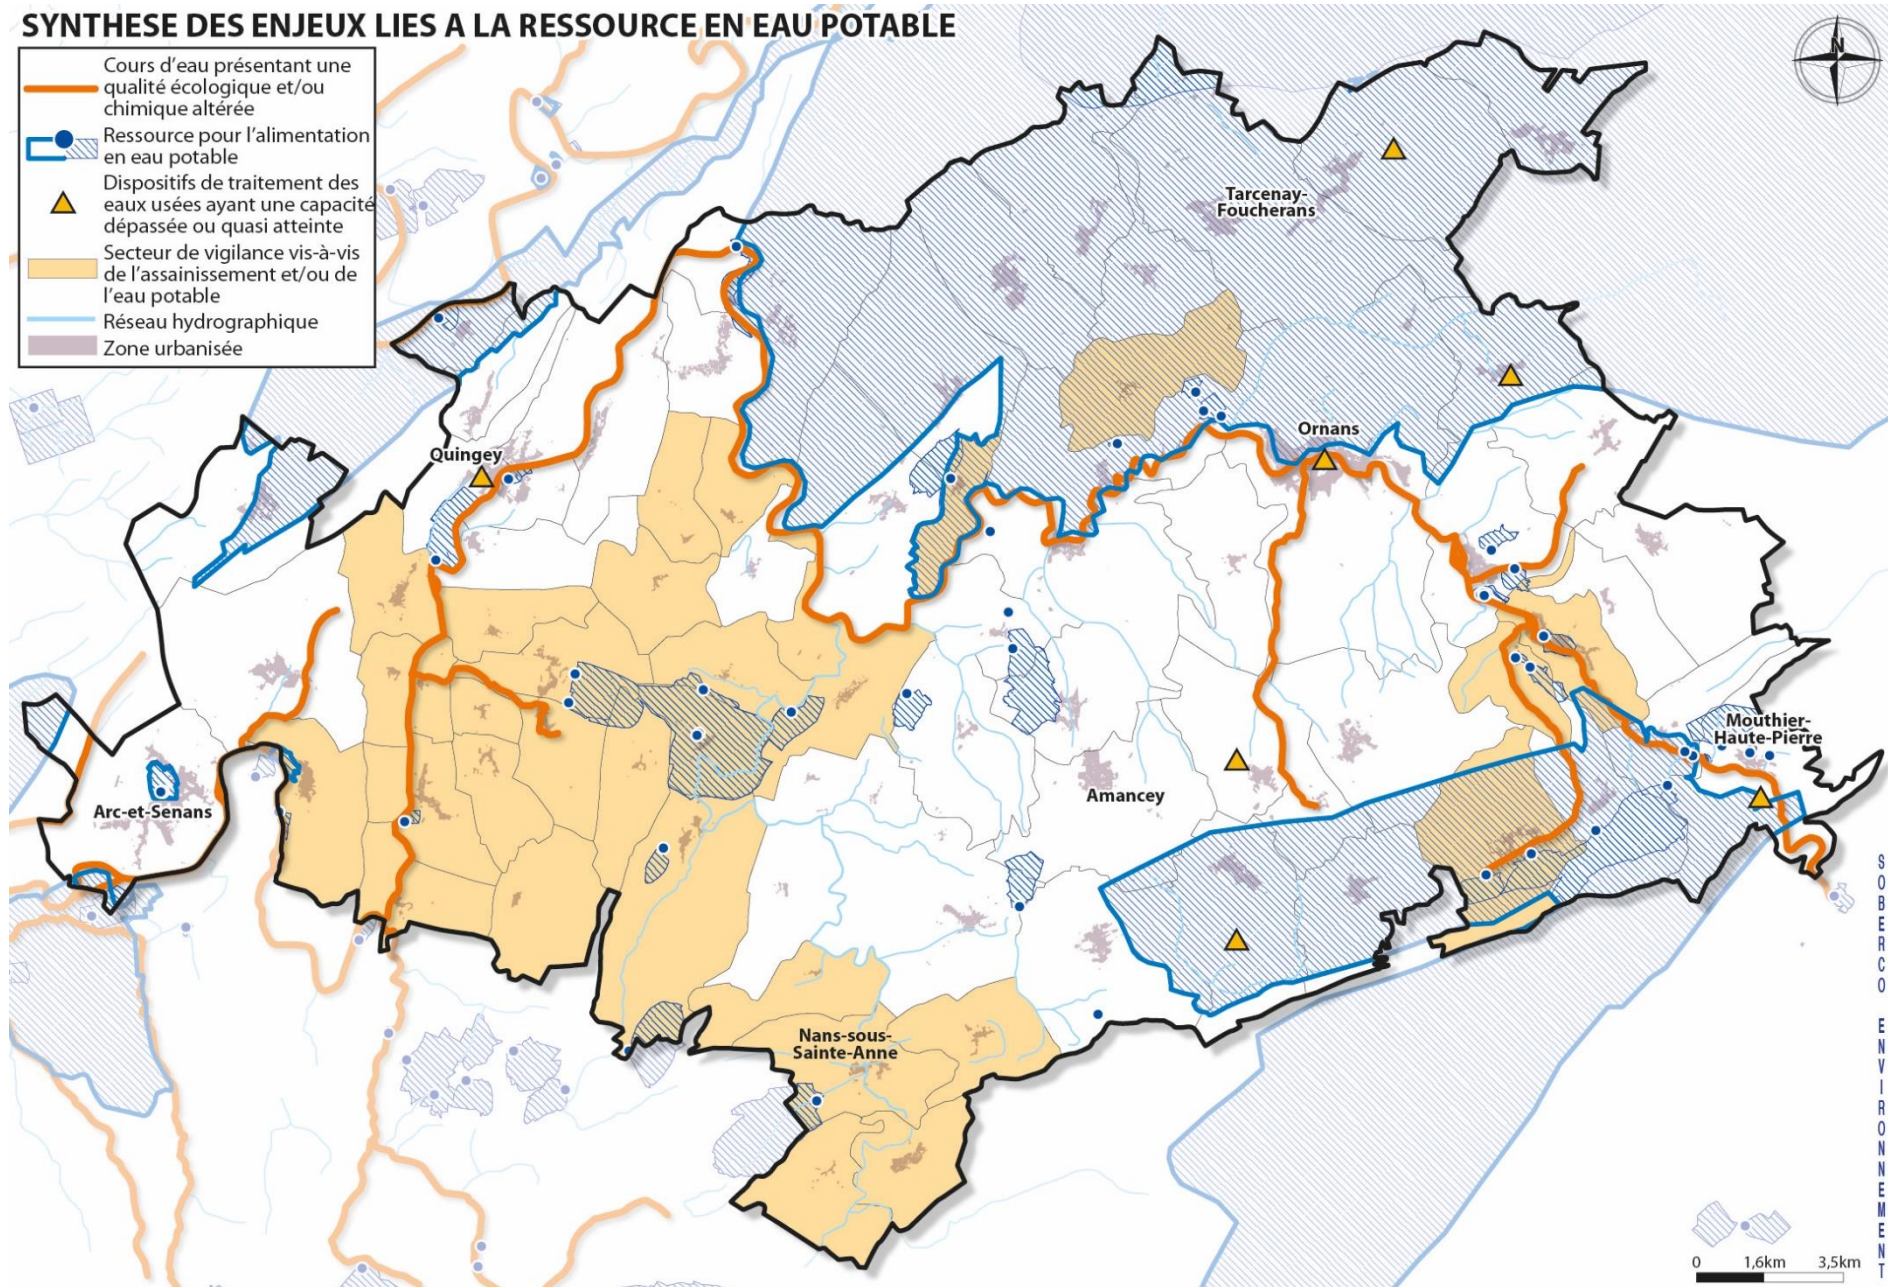 SYNTHESE DES ENJEUX LIES A LA RESSOURCE EN EAU POTABLE
Cours d'eau présentant une
qualité écologique et/ou
chimique altérée
Ressource pour l'alimentation
en eau potable
Dispositifs de traitement des
eaux usées ayant une capacité
dépassée ou quasi atteinte
Secteur de vigilance vis-à-vis
de l'assainissement et/ou de
l'eau potable
Réseau hydrographique
Zone urbanisée
N
Tarcenay-
Foucherans
Quingey
Ornans
Mouthier-
Haute-Pierre
Amancey
Arc-et-Senans
Nans-sous-
Sainte-Anne
SOBERCO ENVIRONNEMENT
0 1,6km 3,5km